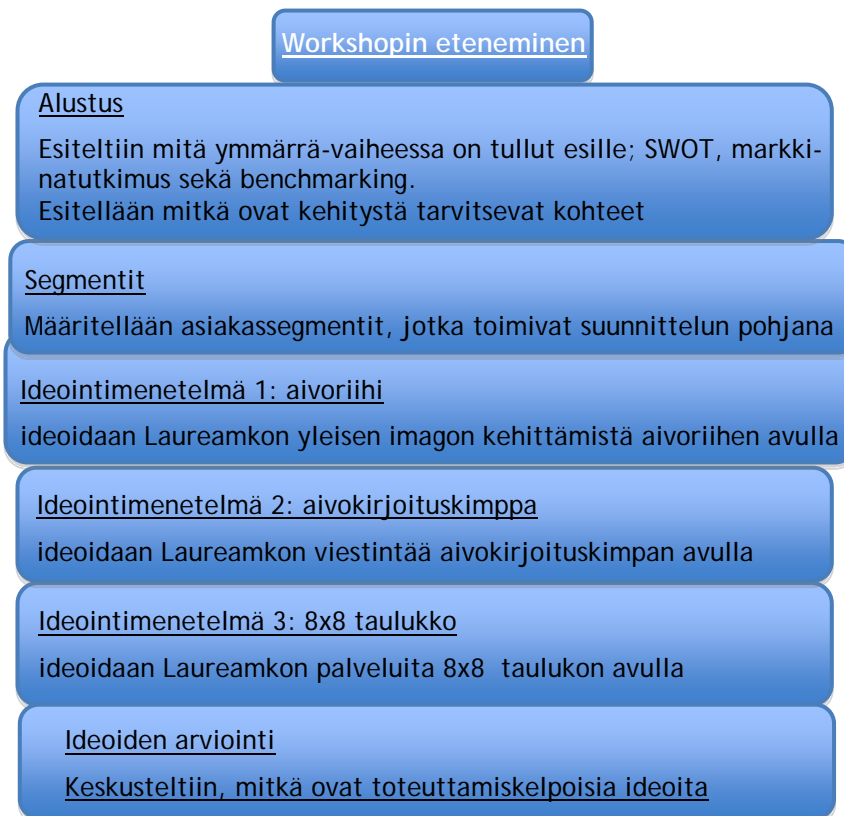 Workshopin eteneminen
Alustus
Esiteltiin mitä ymmärrä-vaiheessa on tullut esille; SWOT, markki-
natutkimus sekä benchmarking.
Esitellään mitkä ovat kehitystä tarvitsevat kohteet
Segmentit
Määritellään asiakassegmentit, jotka toimivat suunnittelun pohjana
Ideointimenetelmä 1: aivoriihi
ideoidaan Laureamkon yleisen imagon kehittämistä aivoriihen avulla
Ideointimenetelmä 2: aivokirjoituskimppa
ideoidaan Laureamkon viestintää aivokirjoituskimpan avulla
Ideointimenetelmä 3: 8x8 taulukko
ideoidaan Laureamkon palveluita 8x8 taulukon avulla
Ideoiden arviointi
Keskusteltiin, mitkä ovat toteuttamiskelpoisia ideoita